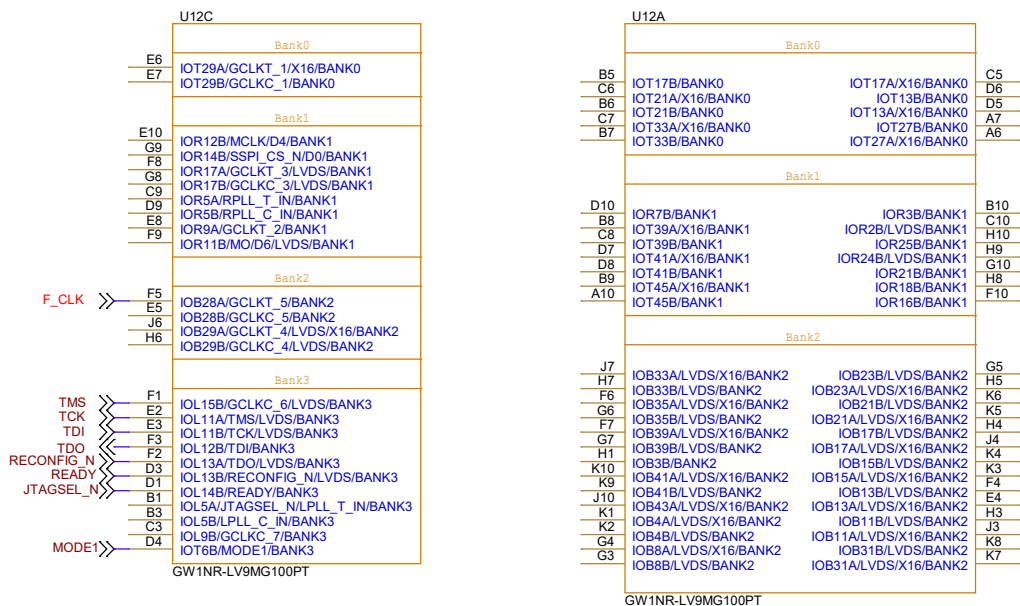 U12C
Bank0
E6 IOT29A/GCLKT_1/X16/BANK0
E7 IOT29B/GCLKC_1/BANK0
Bank1
E10 IOR12B/MCLK/D4/BANK1
G9 IOR14B/SSPI_CS_N/D0/BANK1
F8 IOR17A/GCLKT_3/LVDS/BANK1
G8 IOR17B/GCLKC_3/LVDS/BANK1
C9 IOR5A/RPLL_T_IN/BANK1
D9 IOR5B/RPLL_C_IN/BANK1
E8 IOR9A/GCLKT_2/BANK1
F9 IOR11B/MO/D6/LVDS/BANK1
Bank2
F_CLK F5 IOB28A/GCLKT_5/BANK2
E5 IOB28B/GCLKC_5/BANK2
J6 IOB29A/GCLKT_4/LVDS/X16/BANK2
H6 IOB29B/GCLKC_4/LVDS/BANK2
Bank3
F1 IOL15B/GCLKC_6/LVDS/BANK3
TMS E2 IOL11A/TMS/LVDS/BANK3
TCK E3 IOL11B/TCK/LVDS/BANK3
TDI F3 IOL12B/TDI/BANK3
TDO F2 IOL13A/TDO/LVDS/BANK3
RECONFIG_N D3 IOL13B/RECONFIG_N/LVDS/BANK3
READY D1 IOL14B/READY/BANK3
JTAGSEL_N B1 IOL5A/JTAGSEL_N/LPLL_T_IN/BANK3
B3 IOL5B/LPLL_C_IN/BANK3
C3 IOL9B/GCLKC_7/BANK3
MODE1 D4 IOT6B/MODE1/BANK3
GW1NR-LV9MG100PT
U12A
Bank0
B5 IOT17B/BANK0 IOT17A/X16/BANK0 C5
C6 IOT21A/X16/BANK0 IOT13B/BANK0 D6
B6 IOT21B/BANK0 IOT13A/X16/BANK0 D5
C7 IOT33A/X16/BANK0 IOT27B/BANK0 A7
B7 IOT33B/BANK0 IOT27A/X16/BANK0 A6
Bank1
D10 IOR7B/BANK1 IOR3B/BANK1 B10
B8 IOT39A/X16/BANK1 IOR2B/LVDS/BANK1 C10
C8 IOT39B/BANK1 IOR25B/BANK1 H10
D7 IOT41A/X16/BANK1 IOR24B/LVDS/BANK1 H9
D8 IOT41B/BANK1 IOR21B/BANK1 G10
B9 IOT45A/X16/BANK1 IOR18B/BANK1 H8
A10 IOT45B/BANK1 IOR16B/BANK1 F10
Bank2
J7 IOB33A/LVDS/X16/BANK2 IOB23B/LVDS/BANK2 G5
H7 IOB33B/LVDS/BANK2 IOB23A/LVDS/X16/BANK2 H5
F6 IOB35A/LVDS/X16/BANK2 IOB21B/LVDS/BANK2 K6
G6 IOB35B/LVDS/BANK2 IOB21A/LVDS/X16/BANK2 K5
F7 IOB39A/LVDS/X16/BANK2 IOB17B/LVDS/BANK2 H4
G7 IOB39B/LVDS/BANK2 IOB17A/LVDS/X16/BANK2 J4
H1 IOB3B/BANK2 IOB15B/LVDS/BANK2 K4
K10 IOB41A/LVDS/X16/BANK2 IOB15A/LVDS/X16/BANK2 K3
K9 IOB41B/LVDS/BANK2 IOB13B/LVDS/BANK2 F4
J10 IOB43A/LVDS/X16/BANK2 IOB13A/LVDS/X16/BANK2 E4
K1 IOB4A/LVDS/X16/BANK2 IOB11B/LVDS/BANK2 H3
K2 IOB4B/LVDS/BANK2 IOB11A/LVDS/X16/BANK2 J3
G4 IOB8A/LVDS/X16/BANK2 IOB31B/LVDS/BANK2 K8
G3 IOB8B/LVDS/BANK2 IOB31A/LVDS/X16/BANK2 K7
GW1NR-LV9MG100PT